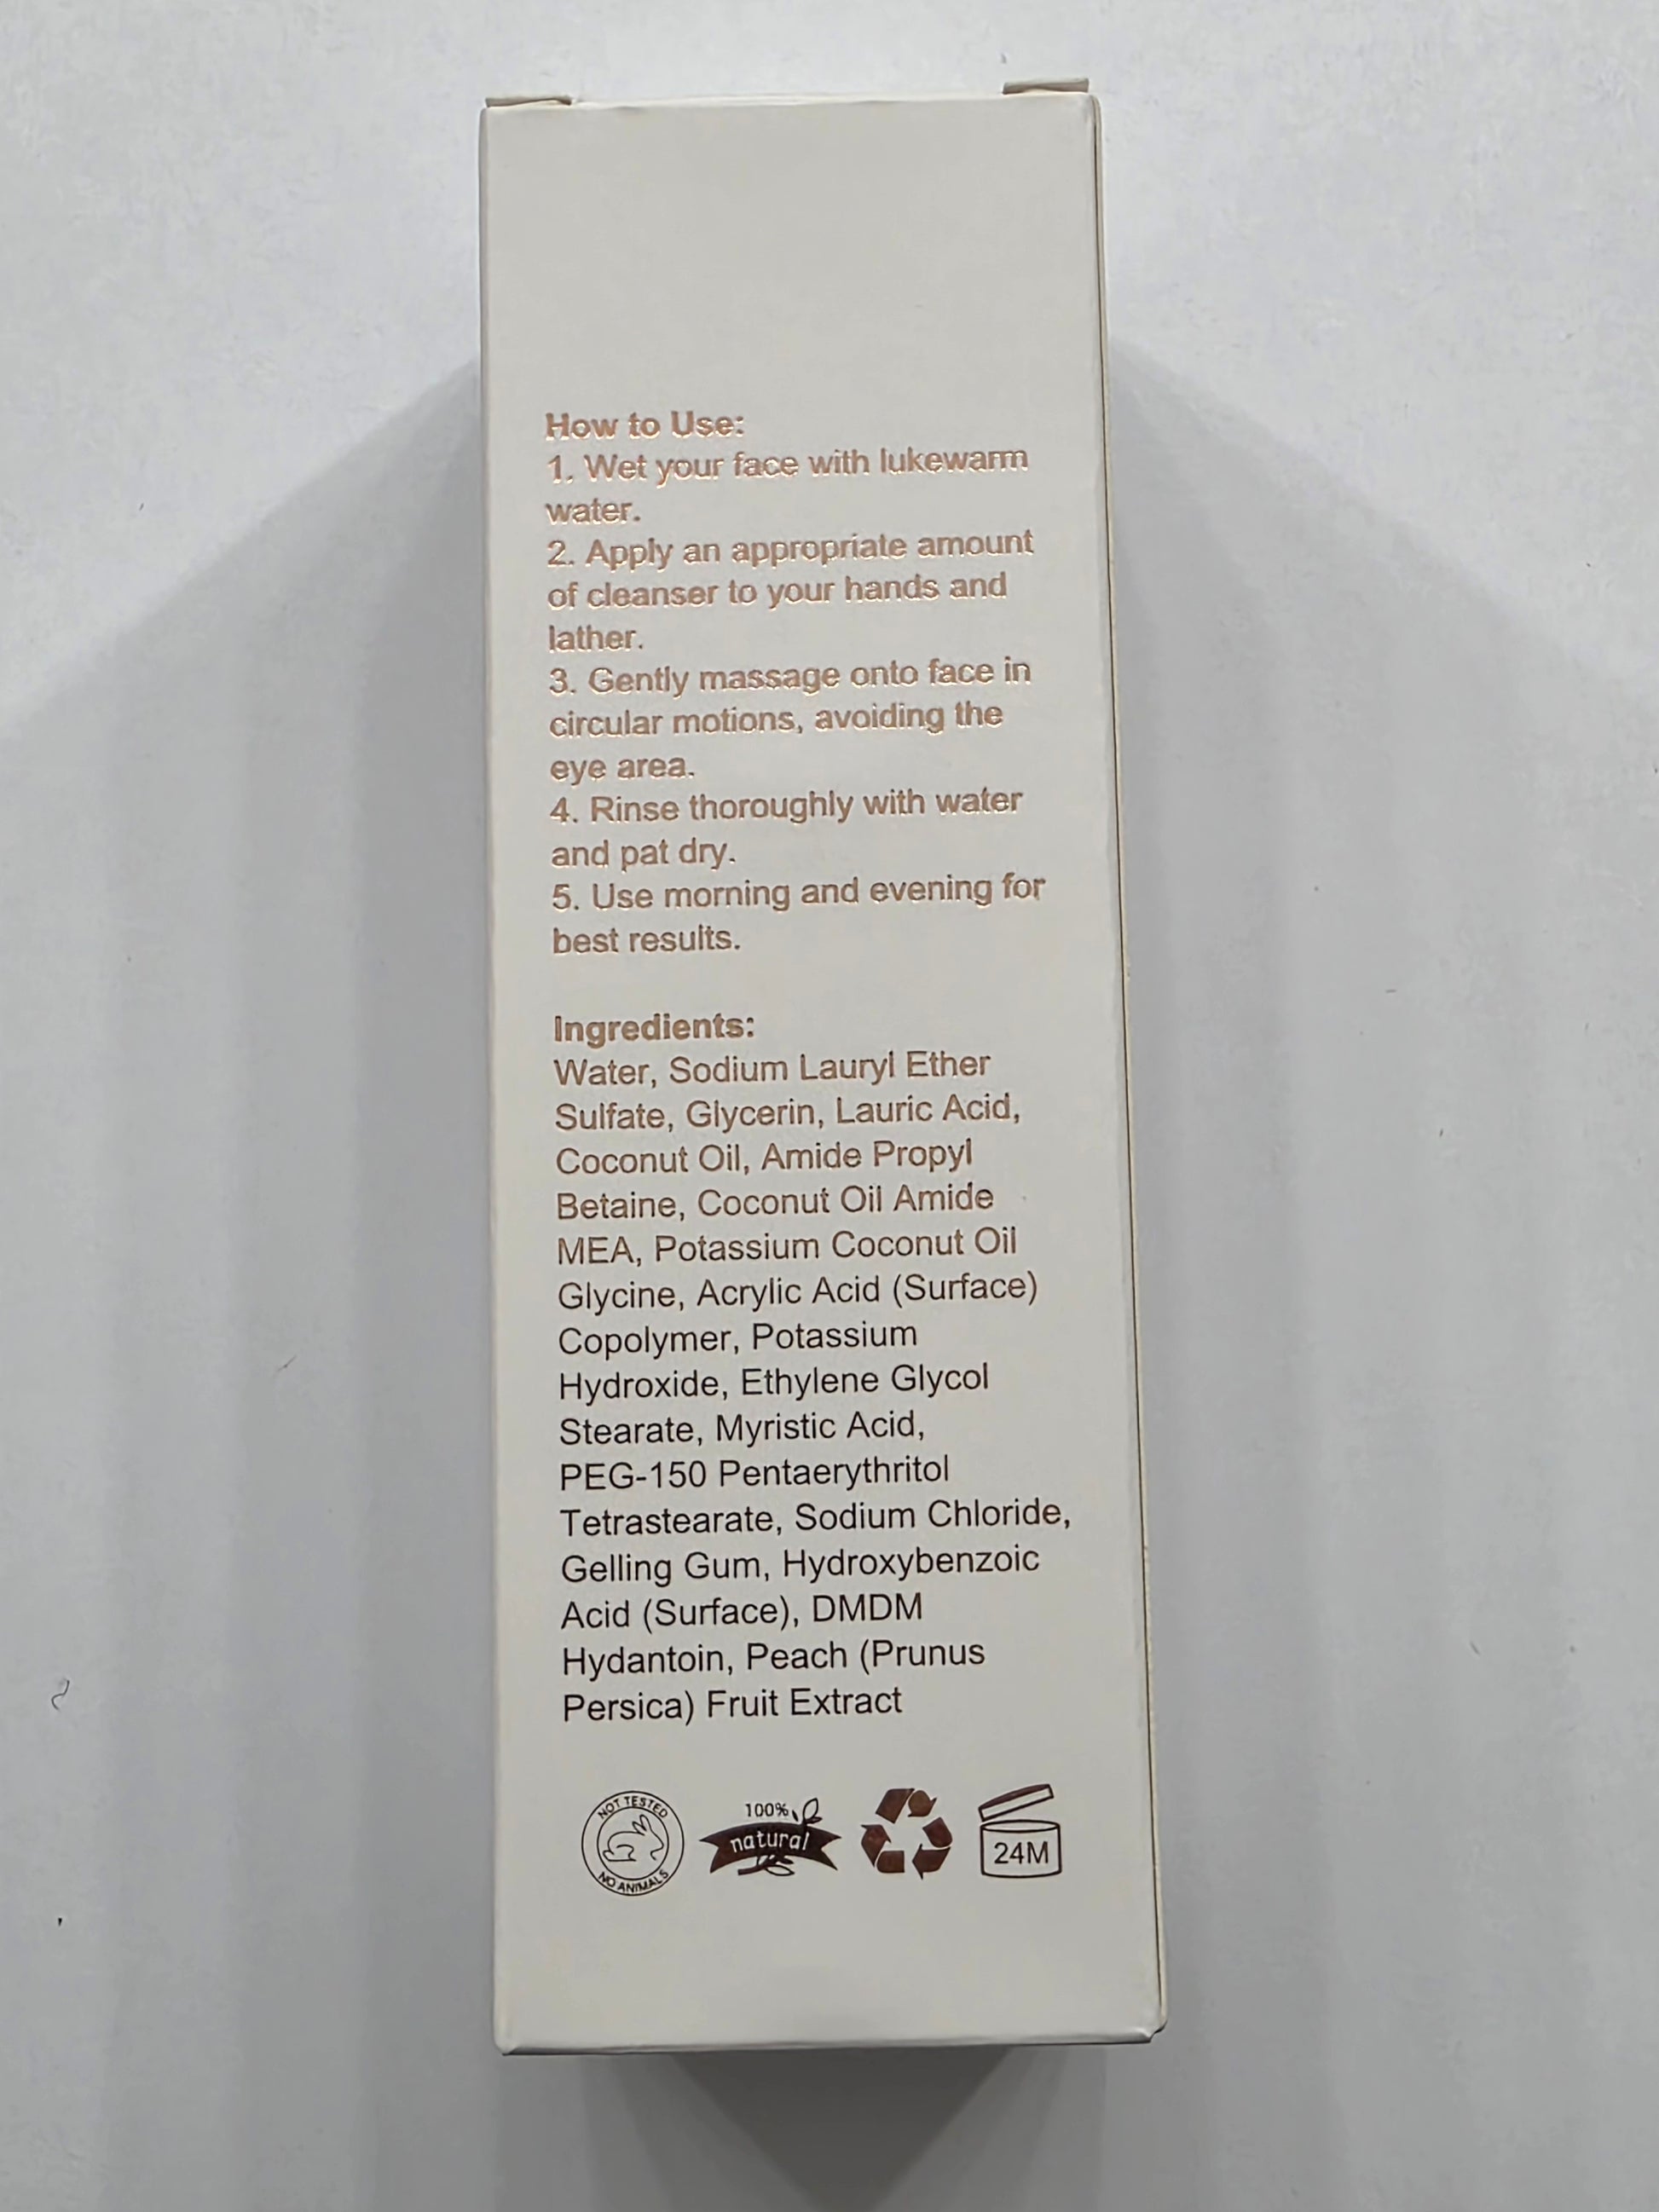 How to Use:
1. Wet your face with lukewarm
water.
2. Apply an appropriate amount
of cleanser to your hands and
lather.
3. Gently massage onto face in
circular motions, avoiding the
eye area.
4. Rinse thoroughly with water
and pat dry.
5. Use morning and evening for
best results.
Ingredients:
Water, Sodium Lauryl Ether
Sulfate, Glycerin, Lauric Acid,
Coconut Oil, Amide Propyl
Betaine, Coconut Oil Amide
MEA, Potassium Coconut Oil
Glycine, Acrylic Acid (Surface)
Copolymer, Potassium
Hydroxide, Ethylene Glycol
Stearate, Myristic Acid,
PEG-150 Pentaerythritol
Tetrastearate, Sodium Chloride,
Gelling Gum, Hydroxybenzoic
Acid (Surface), DMDM
Hydantoin, Peach (Prunus
Persica) Fruit Extract
NOT TESTED
NO ANIMALS
100%
natural
24M